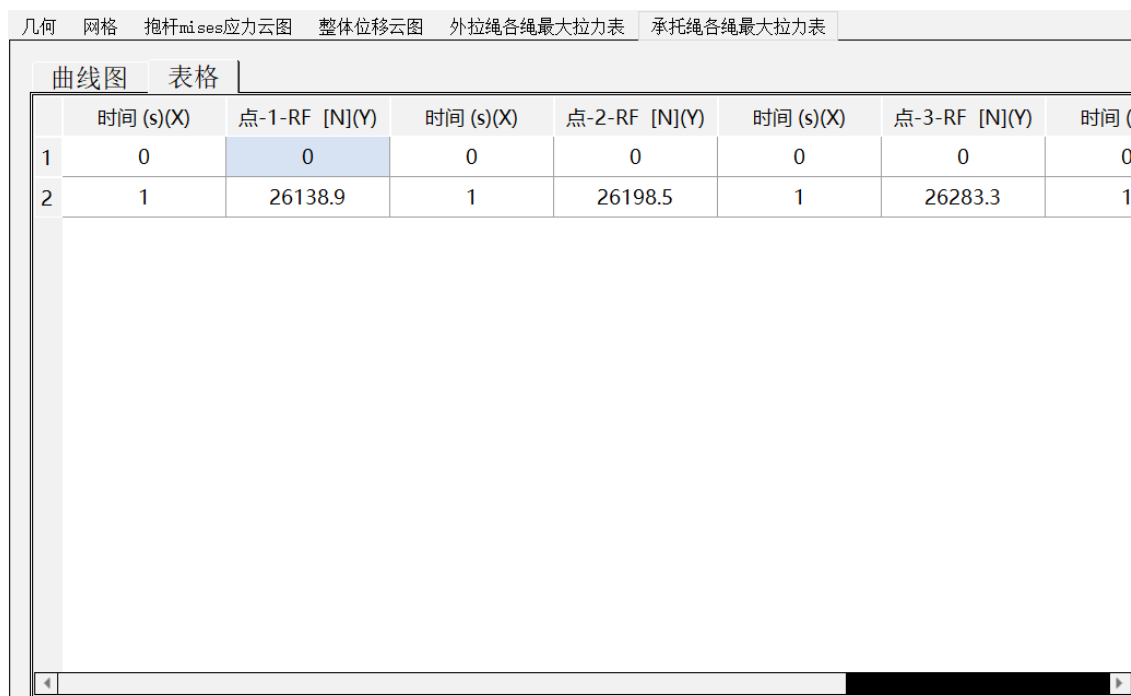 几何 网格 抱杆mises应力云图 整体位移云图 外拉绳各绳最大拉力表 承托绳各绳最大拉力表
曲线图 表格
时间 (s)(X) 点-1-RF [N](Y) 时间 (s)(X) 点-2-RF [N](Y) 时间 (s)(X) 点-3-RF [N](Y) 时间 (
1 0 0 0 0 0 0 0
2 1 26138.9 1 26198.5 1 26283.3 1